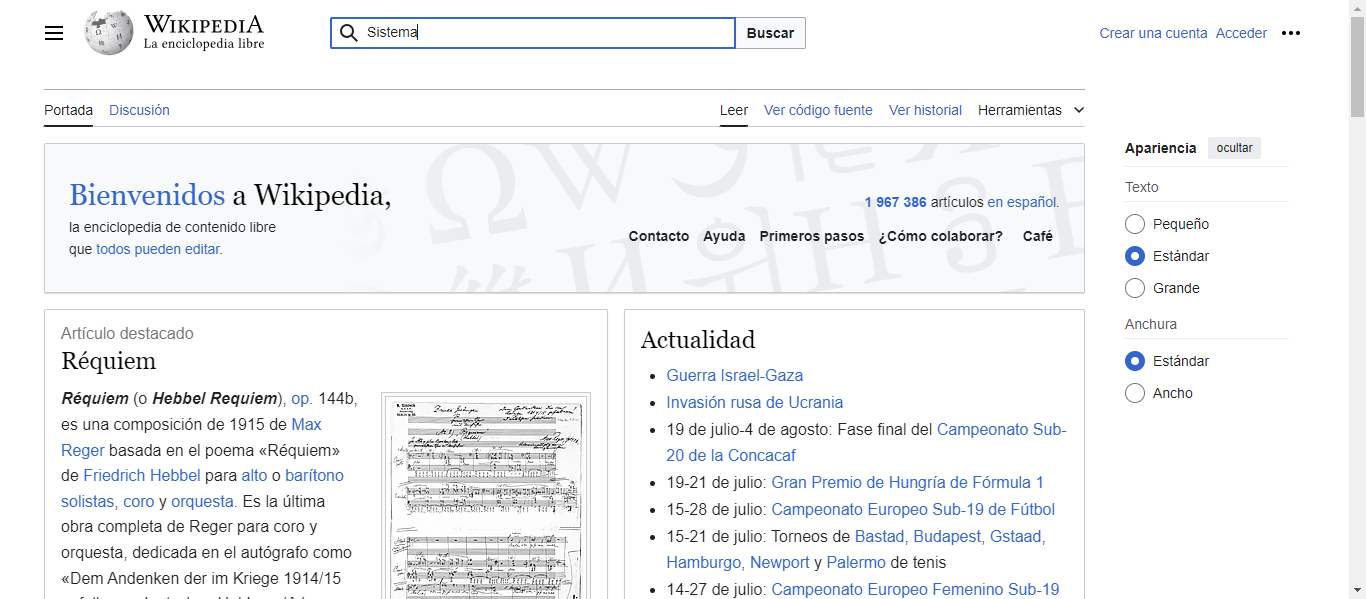 WIKIPEDIA
La enciclopedia libre
Sistema
Buscar
Crear una cuenta Acceder
Portada Discusión
Leer Ver código fuente Ver historial Herramientas
Bienvenidos a Wikipedia,
la enciclopedia de contenido libre
que todos pueden editar.
1 967 386 artículos en español.
Contacto Ayuda Primeros pasos ¿Cómo colaborar? Café
Artículo destacado
Réquiem
Réquiem (o Hebbel Requiem), op. 144b,
es una composición de 1915 de Max
Reger basada en el poema «Réquiem»
de Friedrich Hebbel para alto o barítono
solistas, coro y orquesta. Es la última
obra completa de Reger para coro y
orquesta, dedicada en el autógrafo como
«Dem Andenken der im Kriege 1914/15
Actualidad
Guerra Israel-Gaza
Invasión rusa de Ucrania
19 de julio-4 de agosto: Fase final del Campeonato Sub-
20 de la Concacaf
19-21 de julio: Gran Premio de Hungría de Fórmula 1
15-28 de julio: Campeonato Europeo Sub-19 de Fútbol
15-21 de julio: Torneos de Bastad, Budapest, Gstaad,
Hamburgo, Newport y Palermo de tenis
14-27 de julio: Campeonato Europeo Femenino Sub-19
Apariencia ocultar
Texto
Pequeño
Estándar
Grande
Anchura
Estándar
Ancho